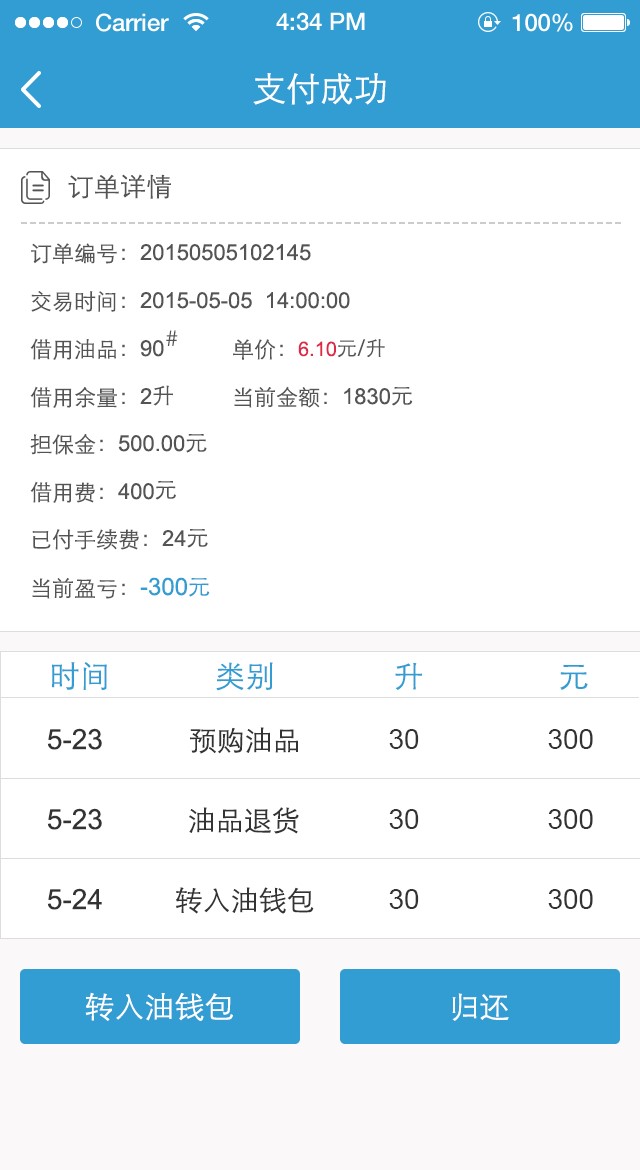 Carrier 4:34 PM 100%
支付成功
订单详情
订单编号：20150505102145
交易时间：2015-05-05 14:00:00
借用油品：90# 单价：6.10元/升
借用余量：2升 当前金额：1830元
担保金：500.00元
借用费：400元
已付手续费：24元
当前盈亏：-300元
时间 类别 升 元
5-23 预购油品 30 300
5-23 油品退货 30 300
5-24 转入油钱包 30 300
转入油钱包 归还